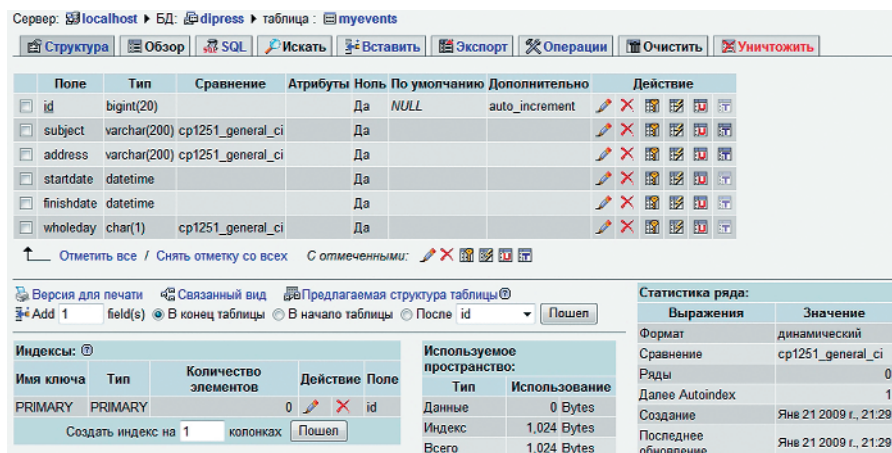 Сервер: localhost ▸ БД: dipress ▸ таблица : myevents
Структура Обзор SQL Искать Вставить Экспорт Операции Очистить Уничтожить
Поле Тип Сравнение Атрибуты Ноль По умолчанию Дополнительно Действие
id bigint(20) Да NULL auto_increment
subject varchar(200) cp1251_general_ci Да
address varchar(200) cp1251_general_ci Да
startdate datetime Да
finishdate datetime Да
wholeday char(1) cp1251_general_ci Да
Отметить все / Снять отметку со всех С отмеченными:
Версия для печати Связанный вид Предлагаемая структура таблицы
Add 1 field(s) В конец таблицы В начало таблицы После id Пошел
Индексы:
Имя ключа Тип Количество элементов Действие Поле
PRIMARY PRIMARY 0 id
Создать индекс на 1 колонках Пошел
Используемое
пространство:
Тип Использование
Данные 0 Bytes
Индекс 1,024 Bytes
Всего 1,024 Bytes
Статистика ряда:
Выражения Значение
Формат динамический
Сравнение cp1251_general_ci
Ряды 0
Далее Autoindex 1
Создание Янв 21 2009 г., 21:29
Последнее
обновление Янв 21 2009 г., 21:29